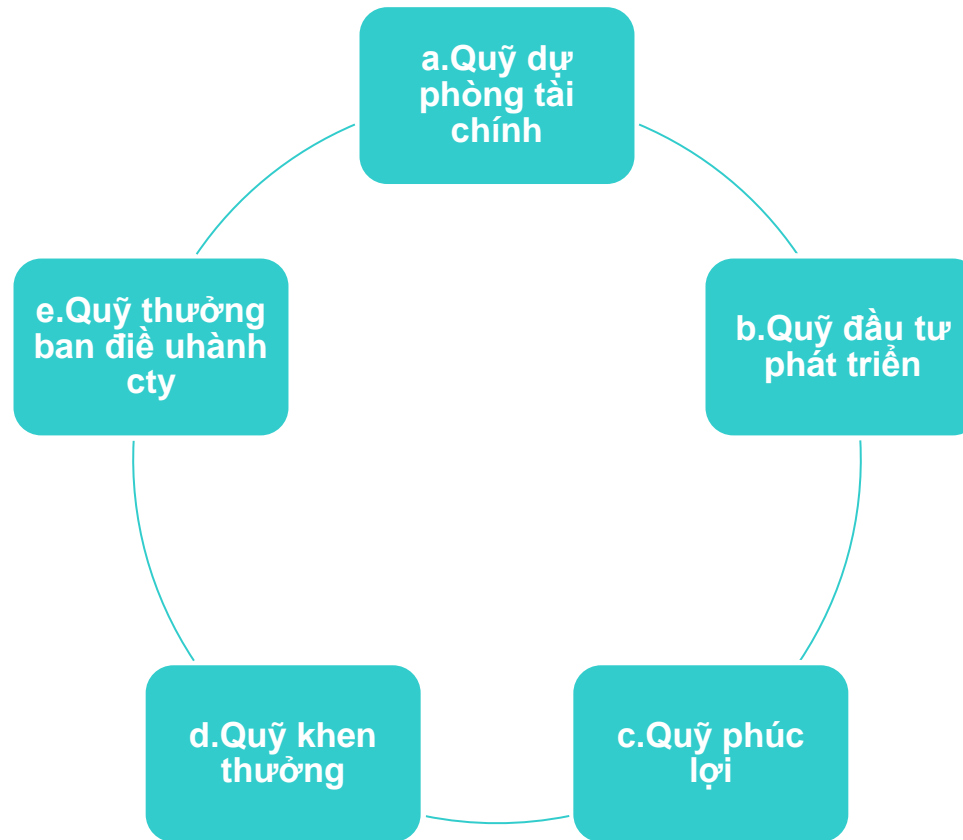 a.Quỹ dự
phòng tài
chính
b.Quỹ đầu tư
phát triển
c.Quỹ phúc
lợi
d.Quỹ khen
thưởng
e.Quỹ thưởng
ban điề uhành
cty